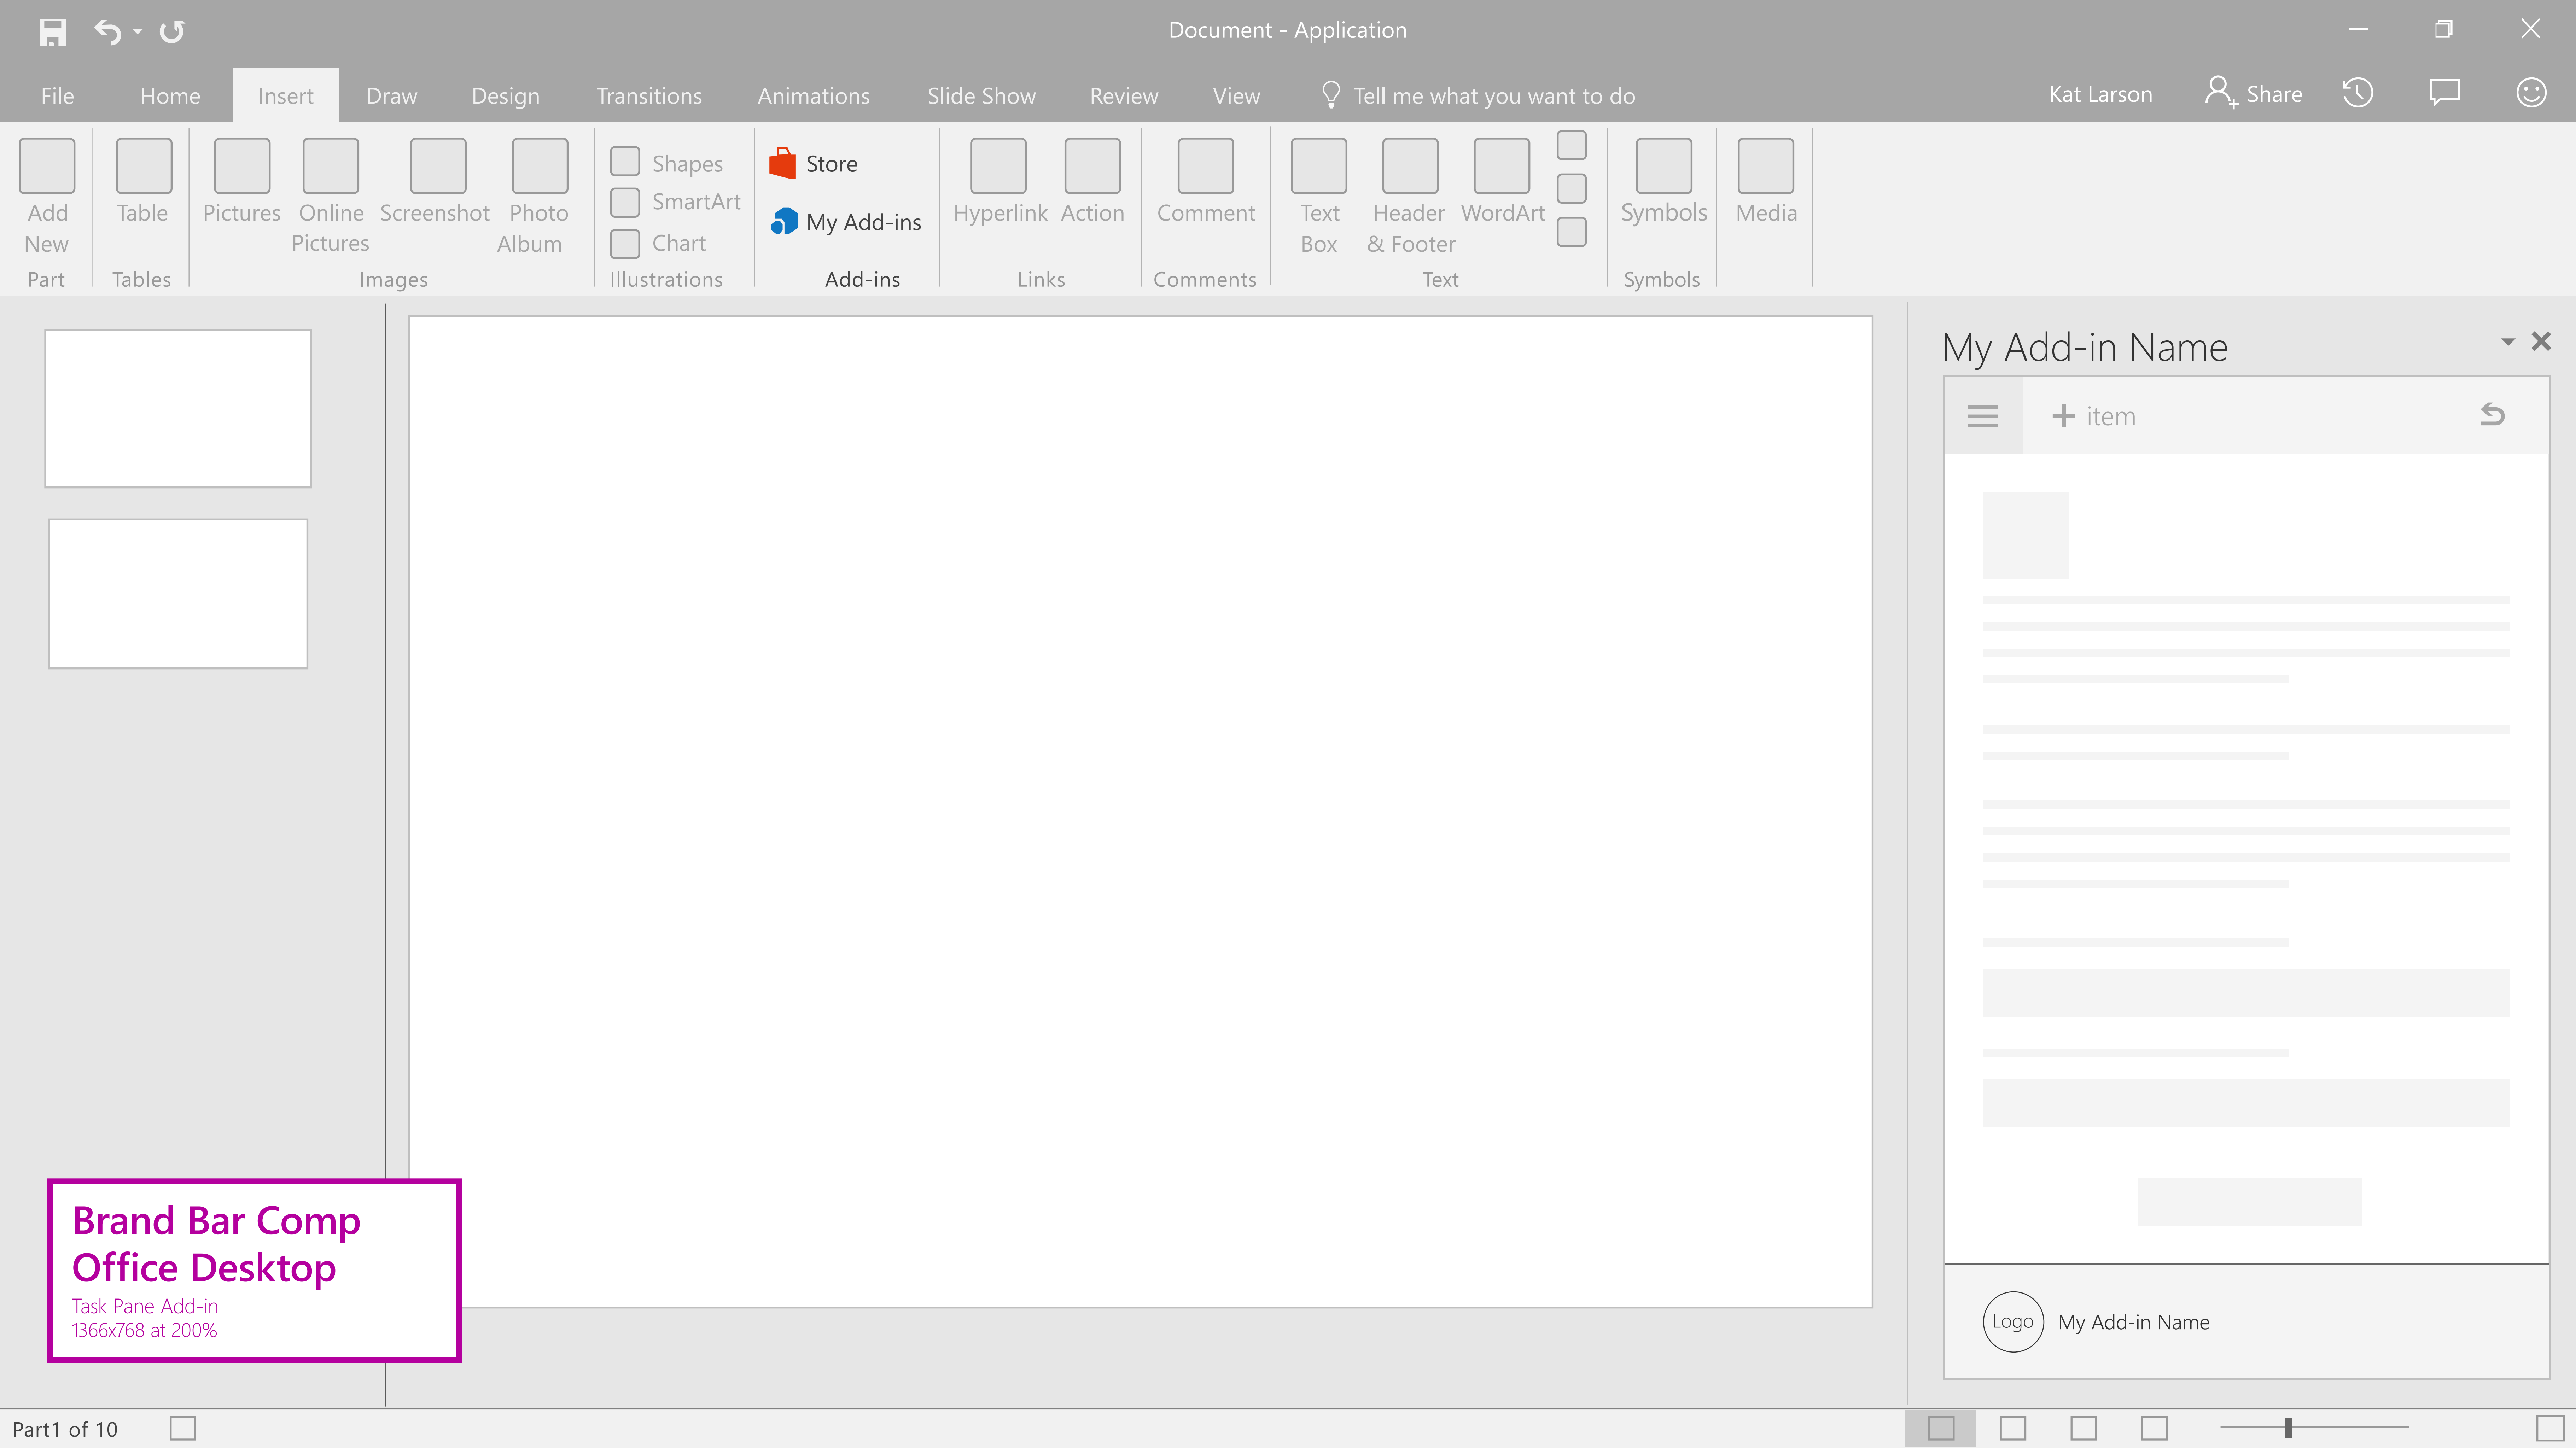 Document - Application
File Home Insert Draw Design Transitions Animations Slide Show Review View Tell me what you want to do Kat Larson Share
Add
New
Part
Table
Tables
Pictures
Online
Pictures
Screenshot
Photo
Album
Images
Shapes
SmartArt
Chart
Illustrations
Store
My Add-ins
Add-ins
Hyperlink
Action
Links
Comment
Comments
Text
Box
Header
& Footer
WordArt
Text
Symbols
Symbols
Media
My Add-in Name
item
Logo My Add-in Name
Brand Bar Comp
Office Desktop
Task Pane Add-in
1366x768 at 200%
Part1 of 10